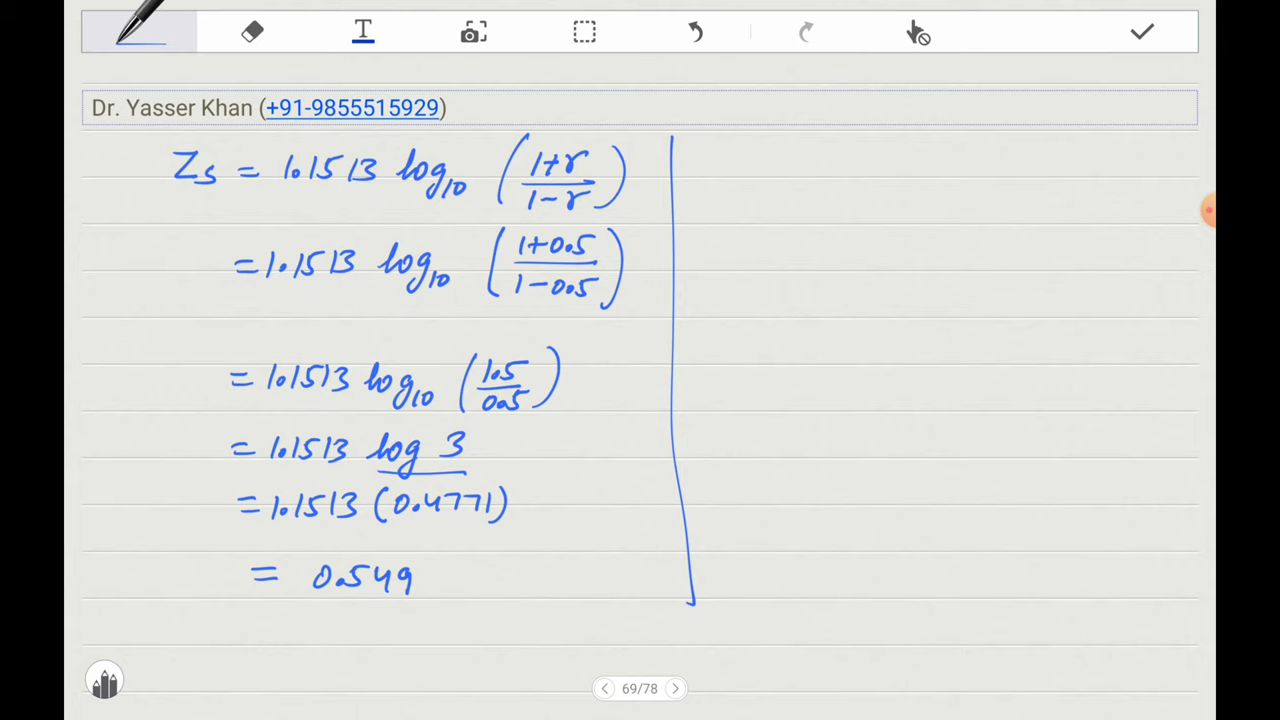 T
Dr. Yasser Khan (+91-9855515929)
Zs = 1.1513 log10 (1+r / 1-r)
= 1.1513 log10 (1+0.5 / 1-0.5)
= 1.1513 log10 (1.5 / 0.5)
= 1.1513 log 3
= 1.1513 (0.4771)
= 0.549
69/78